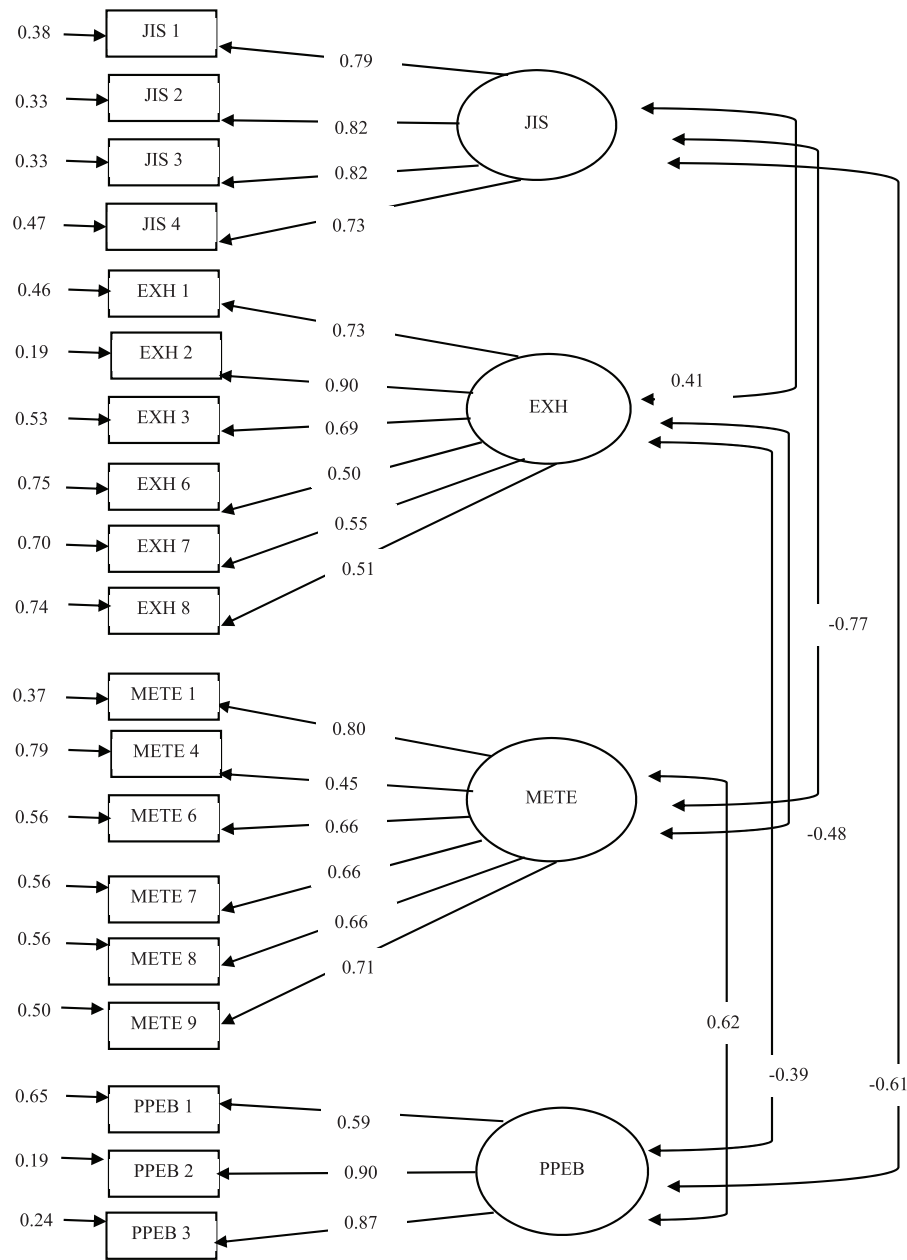 0.38 JIS 1 0.79
0.33 JIS 2 0.82 JIS
0.33 JIS 3 0.82
0.47 JIS 4 0.73
0.46 EXH 1 0.73
0.19 EXH 2 0.90 0.41
0.53 EXH 3 0.69 EXH
0.75 EXH 6 0.50
0.70 EXH 7 0.55
0.74 EXH 8 0.51
-0.77
0.37 METE 1 0.80
0.79 METE 4 0.45
0.56 METE 6 0.66 METE
-0.48
0.56 METE 7 0.66
0.56 METE 8 0.66
0.50 METE 9 0.71
0.62
-0.39
-0.61
0.65 PPEB 1 0.59
0.19 PPEB 2 0.90 PPEB
0.24 PPEB 3 0.87